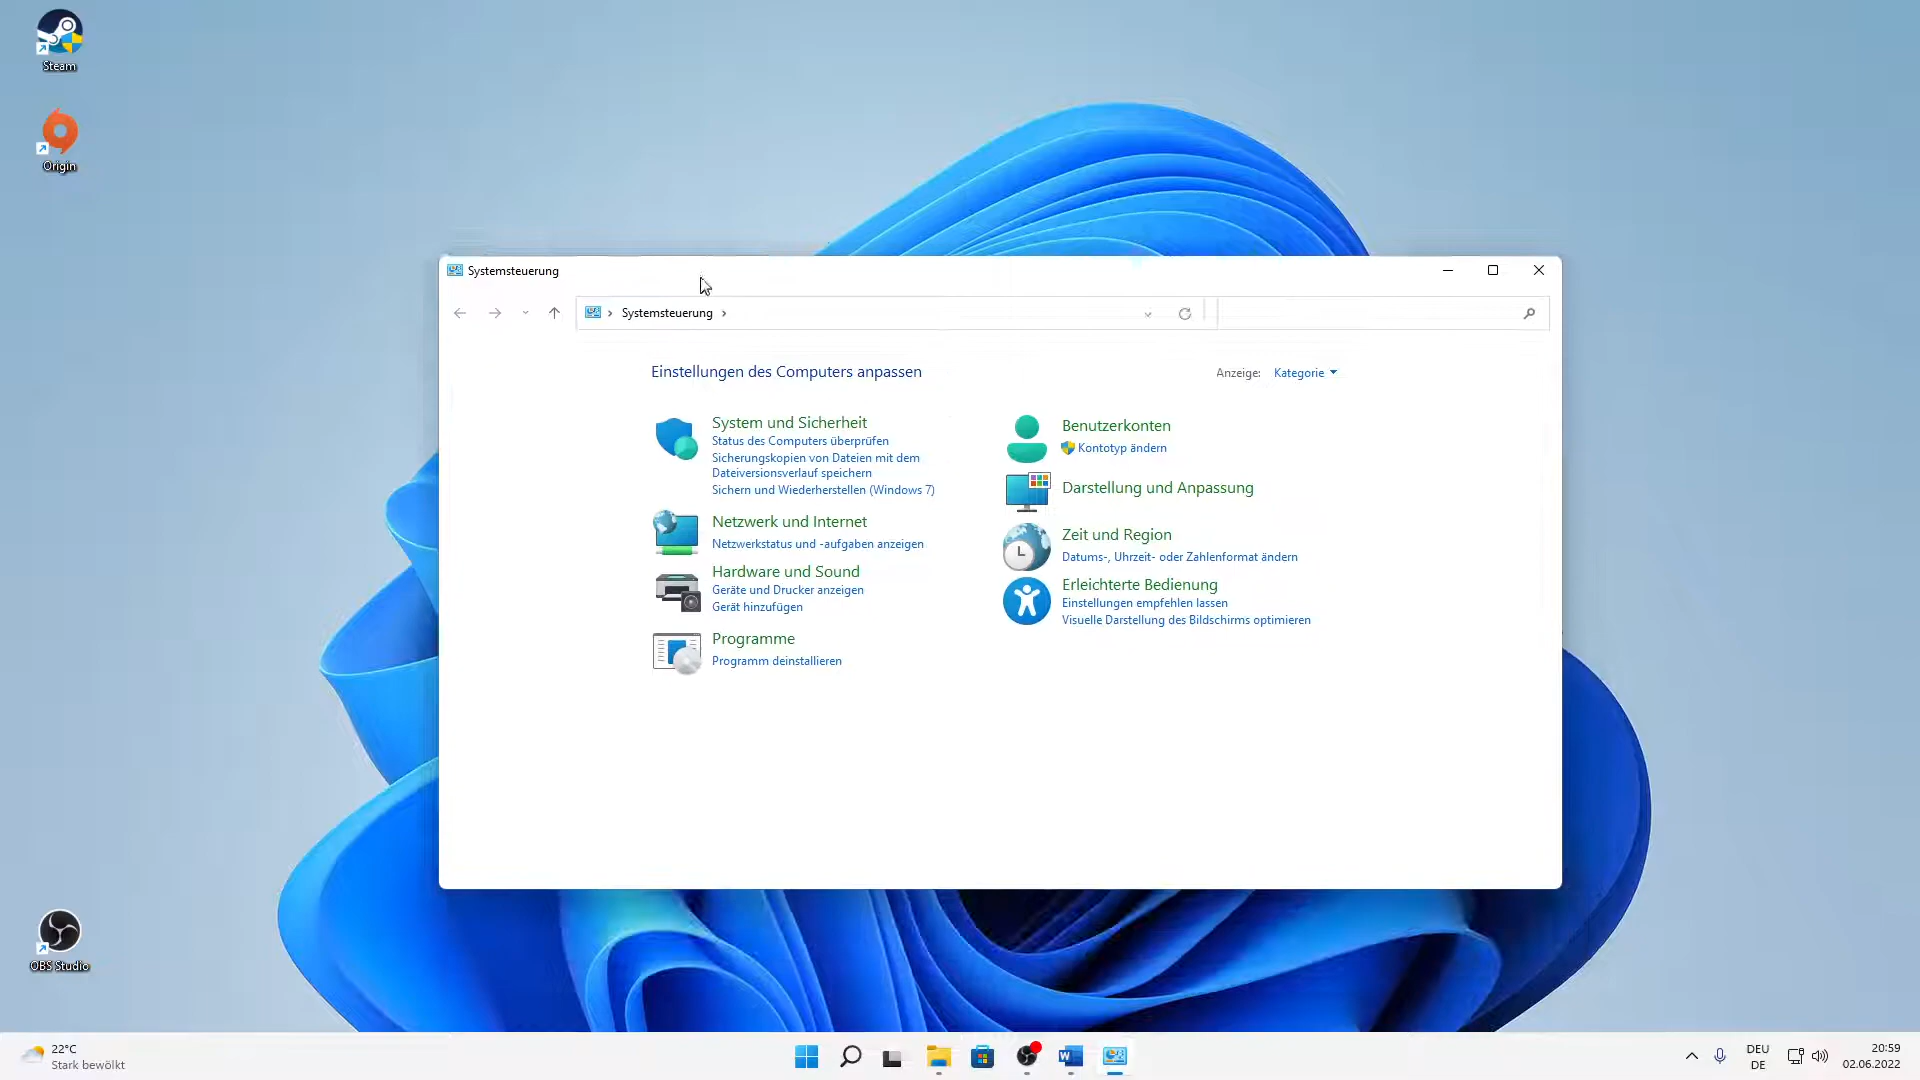 Steam
Origin
Systemsteuerung
Systemsteuerung
Einstellungen des Computers anpassen
Anzeige: Kategorie
System und Sicherheit
Status des Computers überprüfen
Sicherungskopien von Dateien mit dem
Dateiversionsverlauf speichern
Sichern und Wiederherstellen (Windows 7)
Netzwerk und Internet
Netzwerkstatus und -aufgaben anzeigen
Hardware und Sound
Geräte und Drucker anzeigen
Gerät hinzufügen
Programme
Programm deinstallieren
Benutzerkonten
Kontotyp ändern
Darstellung und Anpassung
Zeit und Region
Datums-, Uhrzeit- oder Zahlenformat ändern
Erleichterte Bedienung
Einstellungen empfehlen lassen
Visuelle Darstellung des Bildschirms optimieren
OBS Studio
22°C
Stark bewölkt
DEU
DE
20:59
02.06.2022